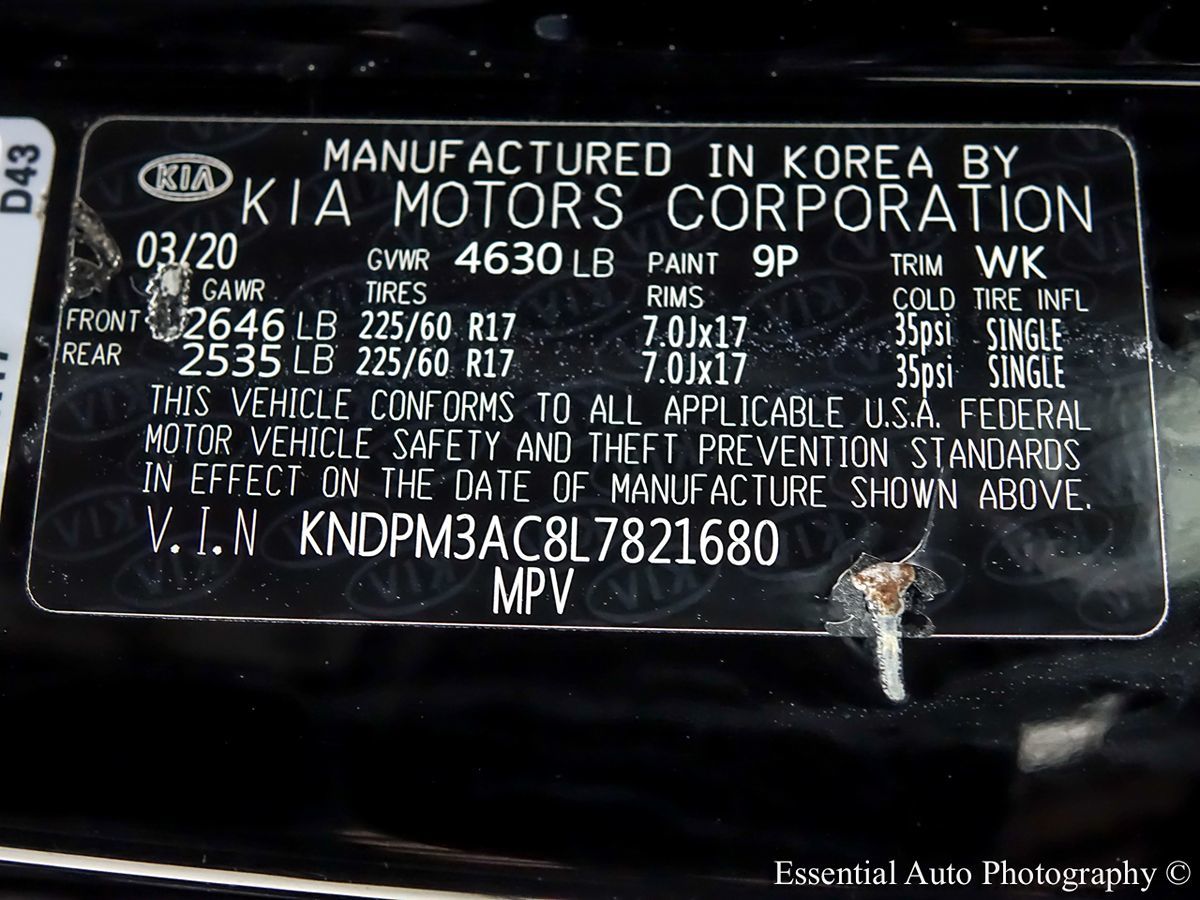 D43
KIA MANUFACTURED IN KOREA BY
KIA MOTORS CORPORATION
03/20 GVWR 4630 LB PAINT 9P TRIM WK
GAWR TIRES RIMS COLD TIRE INFL
FRONT 2646 LB 225/60 R17 7.0Jx17 35psi SINGLE
REAR 2535 LB 225/60 R17 7.0Jx17 35psi SINGLE
THIS VEHICLE CONFORMS TO ALL APPLICABLE U.S.A. FEDERAL
MOTOR VEHICLE SAFETY AND THEFT PREVENTION STANDARDS
IN EFFECT ON THE DATE OF MANUFACTURE SHOWN ABOVE.
V.I.N KNDPM3AC8L7821680
MPV
Essential Auto Photography ©